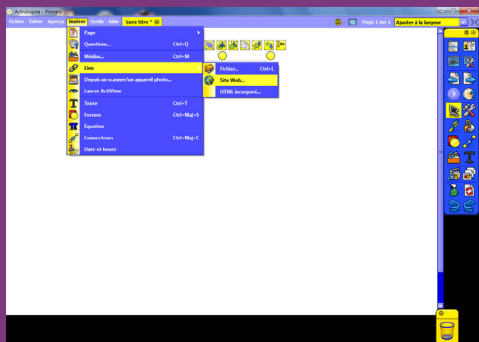 ActivInspire - Primary
Fichier Éditer Aperçu Insérer Outils Aide Sans titre *
Page 1 sur 1 Ajuster à la largeur
Page
Questions... Ctrl+Q
Médias... Ctrl+M
Lien
Depuis un scanner/un appareil photo...
Lancer ActiView
Texte Ctrl+T
Formes Ctrl+Maj+S
Équation
Connecteurs Ctrl+Maj+C
Date et heure
Fichier... Ctrl+L
Site Web...
HTML incorporé...